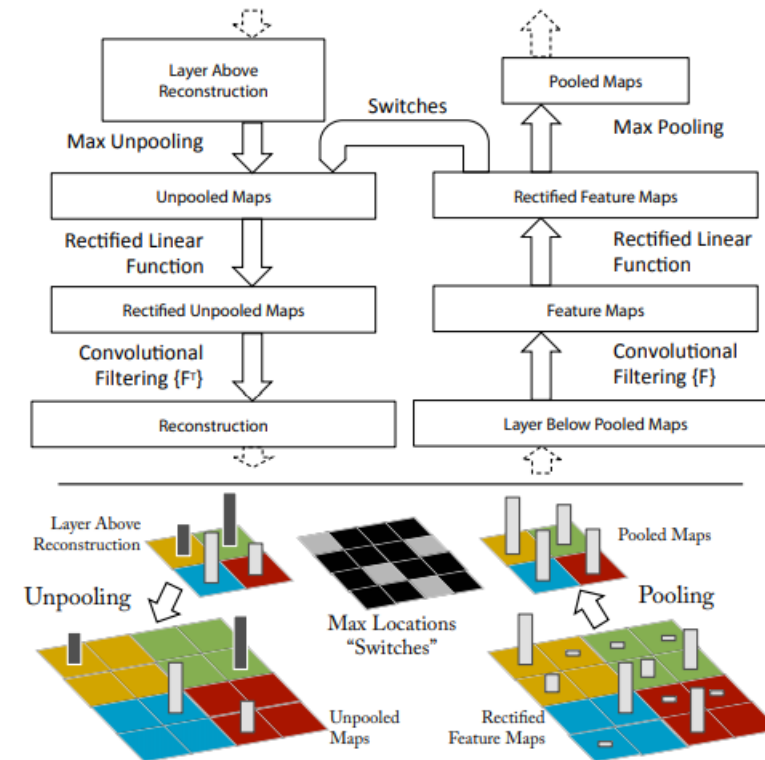 Layer Above
Reconstruction
Max Unpooling
Switches
Unpooled Maps
Rectified Linear
Function
Rectified Unpooled Maps
Convolutional
Filtering {Fᵀ}
Reconstruction
Pooled Maps
Max Pooling
Rectified Feature Maps
Rectified Linear
Function
Feature Maps
Convolutional
Filtering {F}
Layer Below Pooled Maps
Layer Above
Reconstruction
Unpooling
Unpooled
Maps
Max Locations
“Switches”
Pooled Maps
Pooling
Rectified
Feature Maps